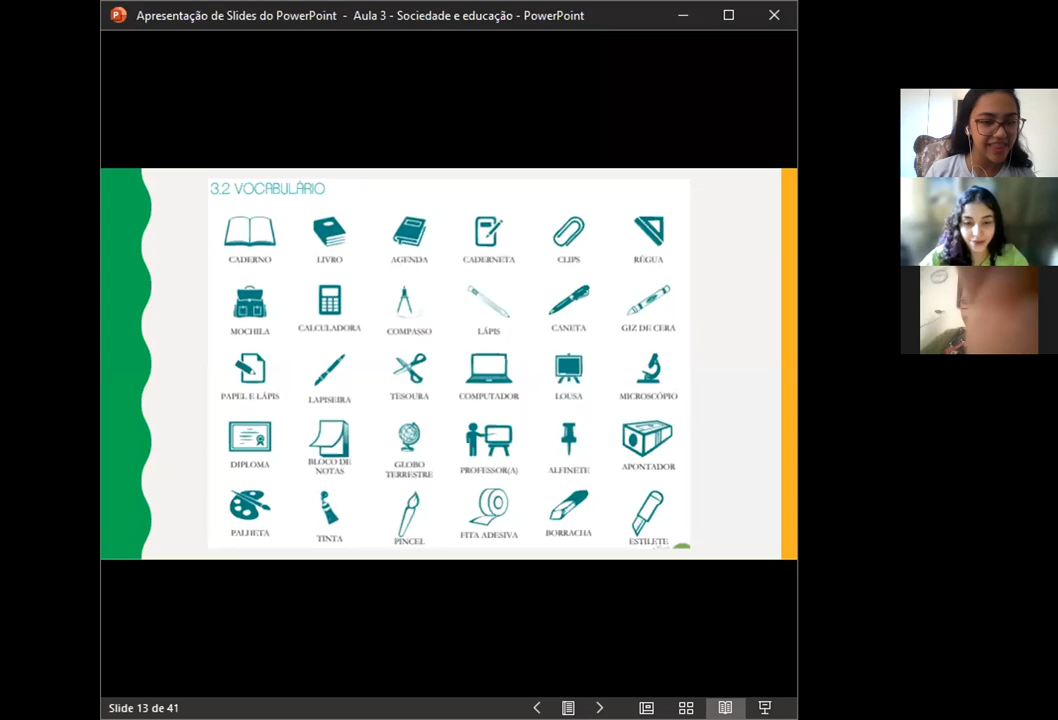 Apresentação de Slides do PowerPoint - Aula 3 - Sociedade e educação - PowerPoint
3.2 VOCABULÁRIO
CADERNO LIVRO AGENDA CADERNETA CLIPS RÉGUA
MOCHILA CALCULADORA COMPASSO LÁPIS CANETA GIZ DE CERA
PAPEL E LÁPIS LAPISEIRA TESOURA COMPUTADOR LOUSA MICROSCÓPIO
DIPLOMA BLOCO DE NOTAS GLOBO TERRESTRE PROFESSOR(A) ALFINETE APONTADOR
PALHETA TINTA PINCEL FITA ADESIVA BORRACHA ESTILETE
Slide 13 de 41